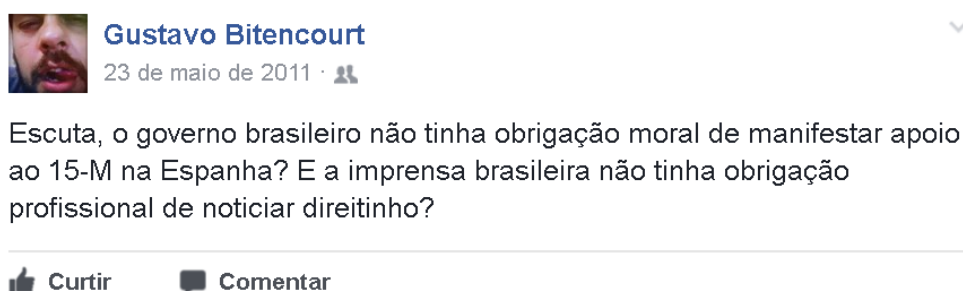 Gustavo Bitencourt
23 de maio de 2011 ·
Escuta, o governo brasileiro não tinha obrigação moral de manifestar apoio
ao 15-M na Espanha? E a imprensa brasileira não tinha obrigação
profissional de noticiar direitinho?
Curtir Comentar